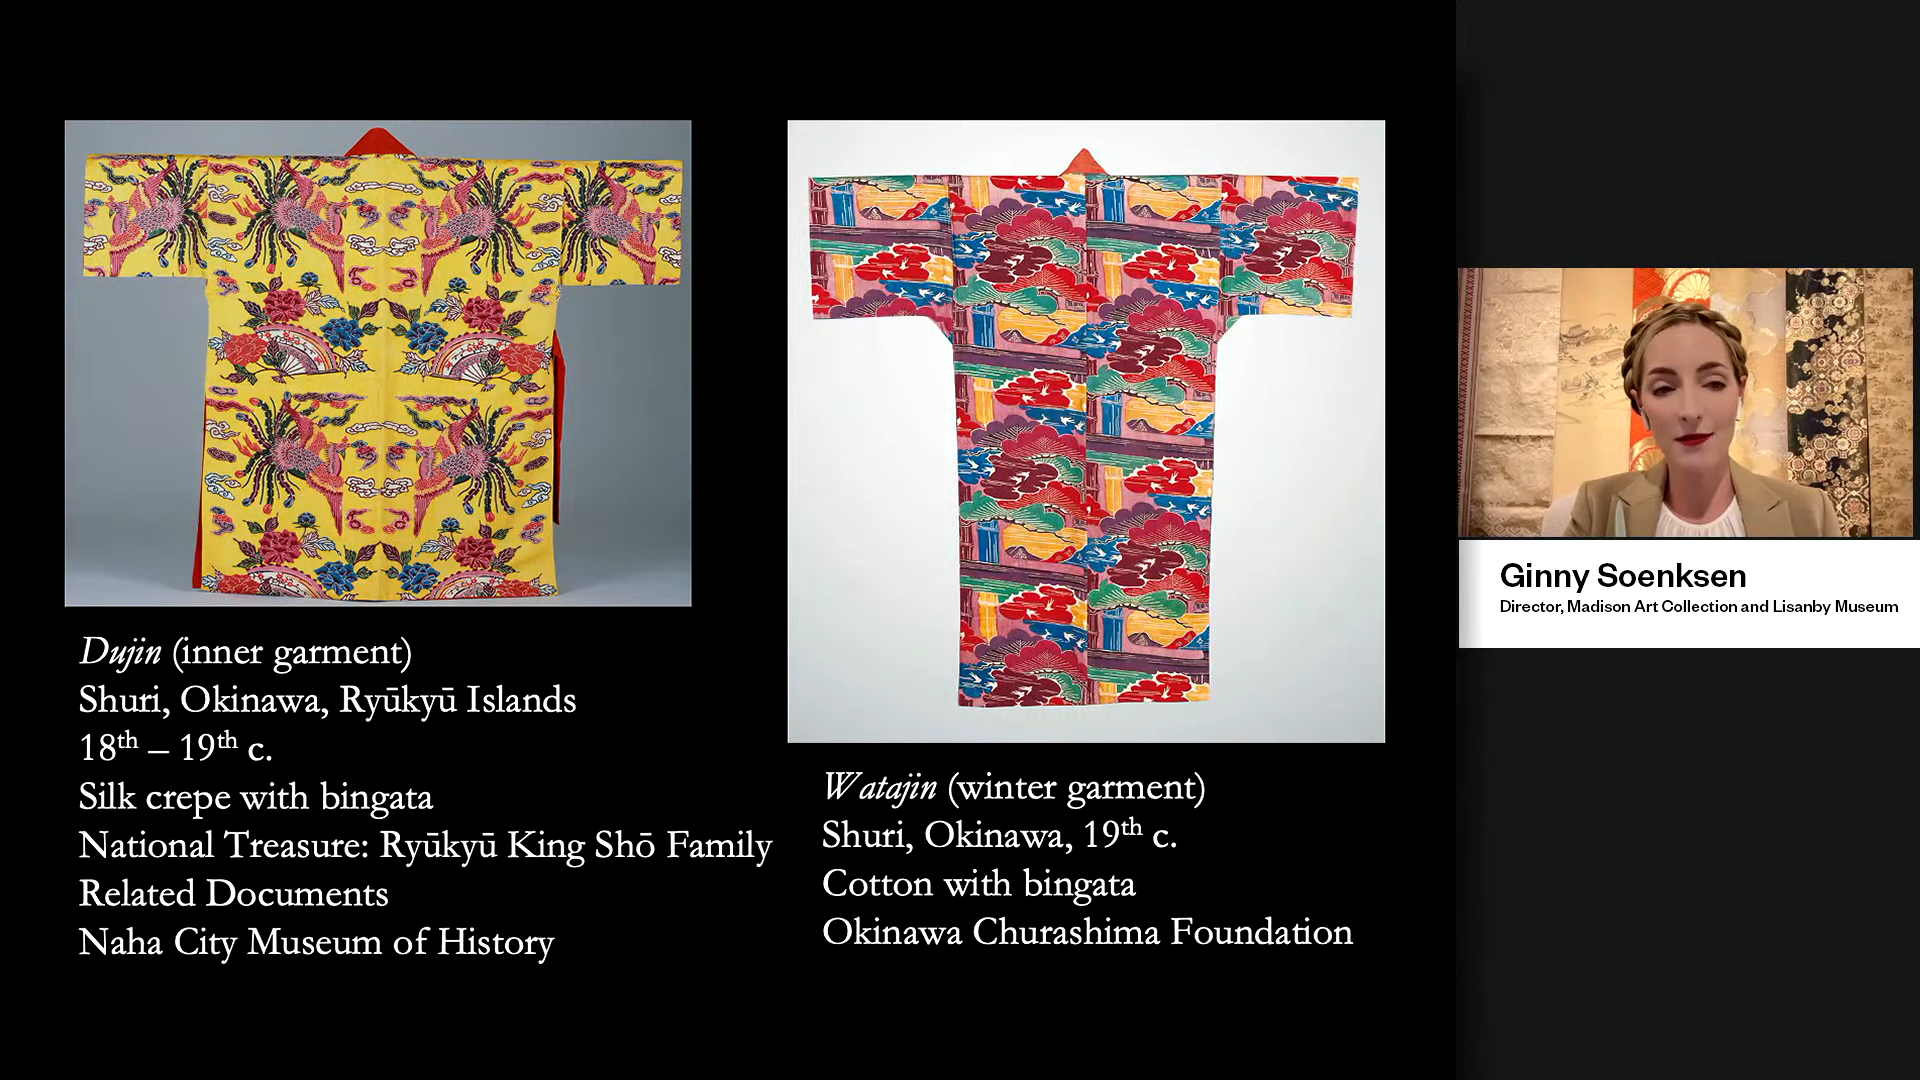 Dujin (inner garment)
Shuri, Okinawa, Ryūkyū Islands
18th – 19th c.
Silk crepe with bingata
National Treasure: Ryūkyū King Shō Family
Related Documents
Naha City Museum of History
Watajin (winter garment)
Shuri, Okinawa, 19th c.
Cotton with bingata
Okinawa Churashima Foundation
Ginny Soenksen
Director, Madison Art Collection and Lisanby Museum